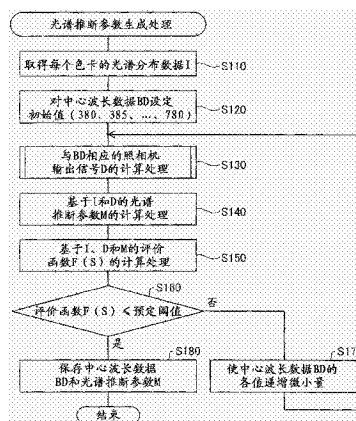 光谱推断参数生成处理
取得每个色卡的光谱分布数据I
S110
对中心波长数据BD设定
初始值(380、385、…、780)
S120
与BD相应的照相机
输出信号D的计算处理
S130
基于I和D的光谱
推断参数M的计算处理
S140
基于I、D和M的评价
函数F(S)的计算处理
S150
S160
评价函数F(S)≤预定阈值
否
是
S180
保存中心波长数据
BD和光谱推断参数M
S17
使中心波长数据BD的
各值递增微小量
结束